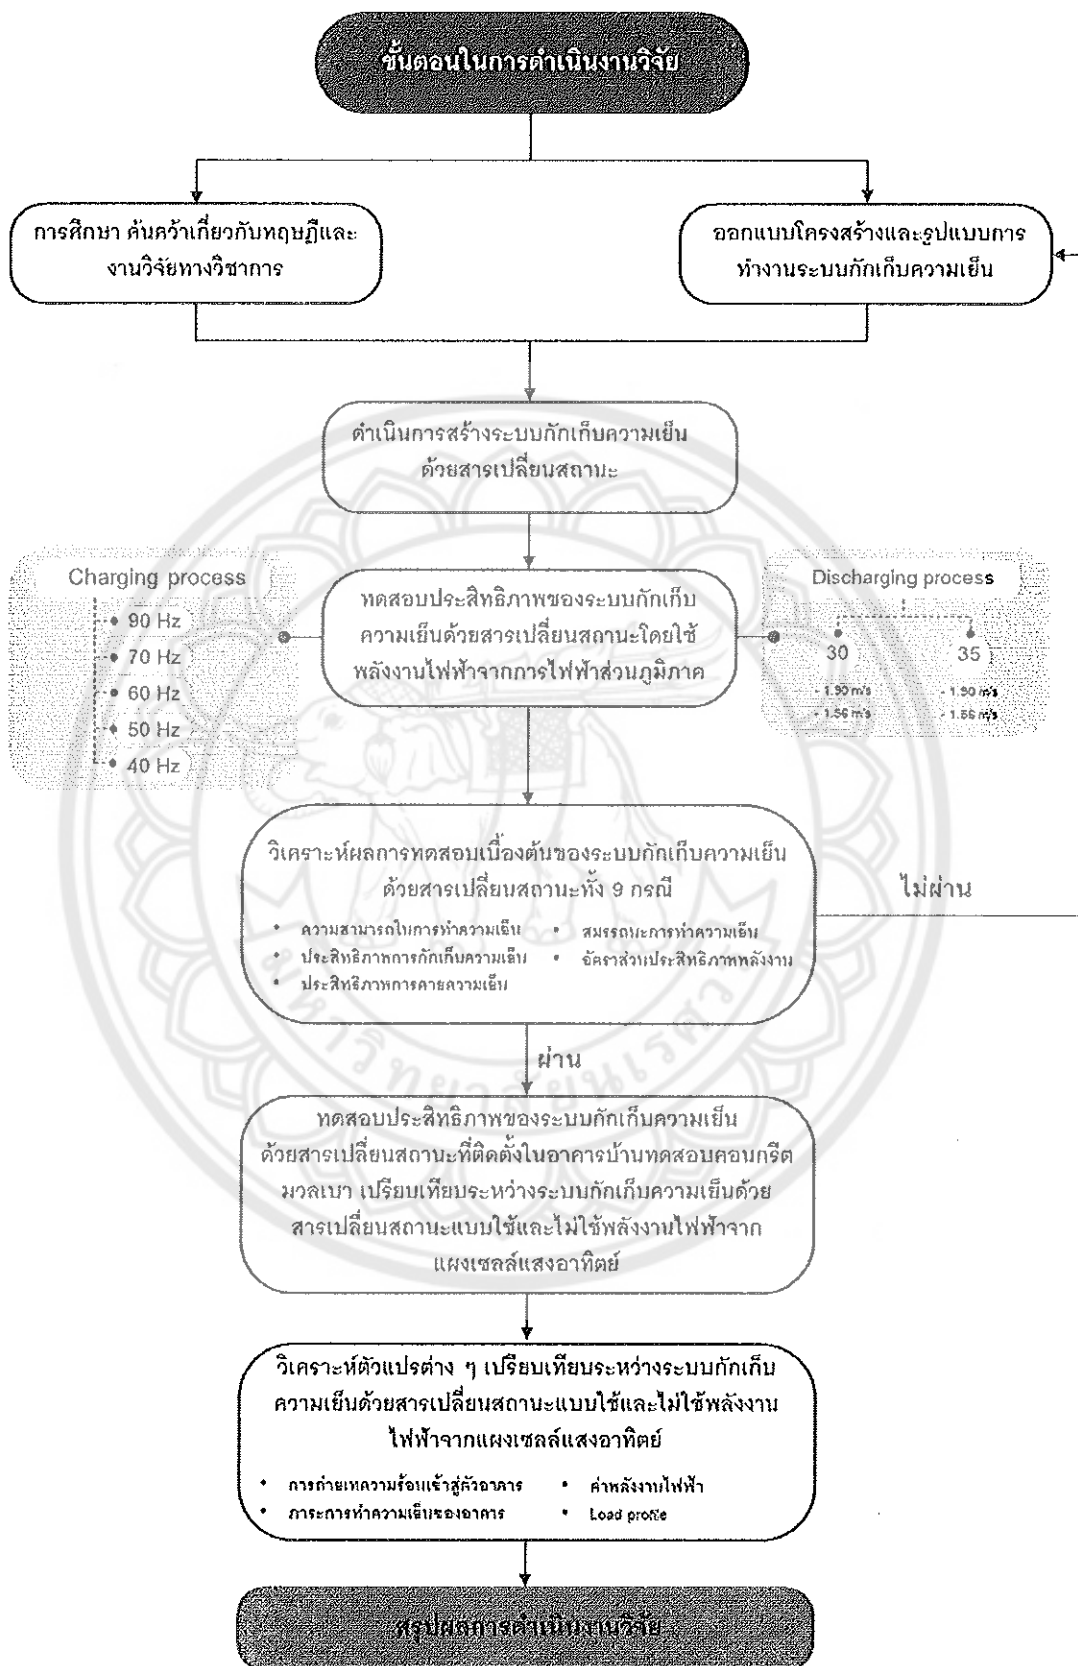 ขั้นตอนในการดำเนินงานวิจัย
การศึกษา ค้นคว้าเกี่ยวกับทฤษฎีและ
งานวิจัยทางวิชาการ
ออกแบบโครงสร้างและรูปแบบการ
ทำงานระบบกักเก็บความเย็น
ดำเนินการสร้างระบบกักเก็บความเย็น
ด้วยสารเปลี่ยนสถานะ
Charging process
90 Hz
70 Hz
60 Hz
50 Hz
40 Hz
ทดสอบประสิทธิภาพของระบบกักเก็บ
ความเย็นด้วยสารเปลี่ยนสถานะโดยใช้
พลังงานไฟฟ้าจากการไฟฟ้าส่วนภูมิภาค
Discharging process
30 35
- 1.90 m/s - 1.90 m/s
- 1.56 m/s - 1.56 m/s
วิเคราะห์ผลการทดสอบเบื้องต้นของระบบกักเก็บความเย็น
ด้วยสารเปลี่ยนสถานะทั้ง 9 กรณี
• ความสามารถในการทำความเย็น • สมรรถนะการทำความเย็น
• ประสิทธิภาพการกักเก็บความเย็น • อัตราส่วนประสิทธิภาพพลังงาน
• ประสิทธิภาพการคายความเย็น
ไม่ผ่าน
ผ่าน
มหาวิทยาลัยนเรศวร
ทดสอบประสิทธิภาพของระบบกักเก็บความเย็น
ด้วยสารเปลี่ยนสถานะที่ติดตั้งในอาคารบ้านทดสอบคอนกรีต
มวลเบา เปรียบเทียบระหว่างระบบกักเก็บความเย็นด้วย
สารเปลี่ยนสถานะแบบใช้และไม่ใช้พลังงานไฟฟ้าจาก
แผงเซลล์แสงอาทิตย์
วิเคราะห์ตัวแปรต่าง ๆ เปรียบเทียบระหว่างระบบกักเก็บ
ความเย็นด้วยสารเปลี่ยนสถานะแบบใช้และไม่ใช้พลังงาน
ไฟฟ้าจากแผงเซลล์แสงอาทิตย์
• การถ่ายเทความร้อนเข้าสู่ตัวอาคาร • ค่าพลังงานไฟฟ้า
• ภาระการทำความเย็นของอาคาร • Load profile
สรุปผลการดำเนินงานวิจัย